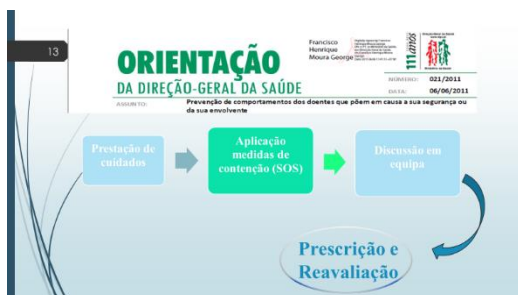 13
ORIENTAÇÃO
DA DIREÇÃO-GERAL DA SAÚDE
Francisco
Henrique
Moura George
NÚMERO: 021/2011
DATA: 06/06/2011
ASSUNTO: Prevenção de comportamentos dos doentes que põem em causa a sua segurança ou
da sua envolvente
Prestação de
cuidados
Aplicação
medidas de
contenção (SOS)
Discussão em
equipa
Prescrição e
Reavaliação